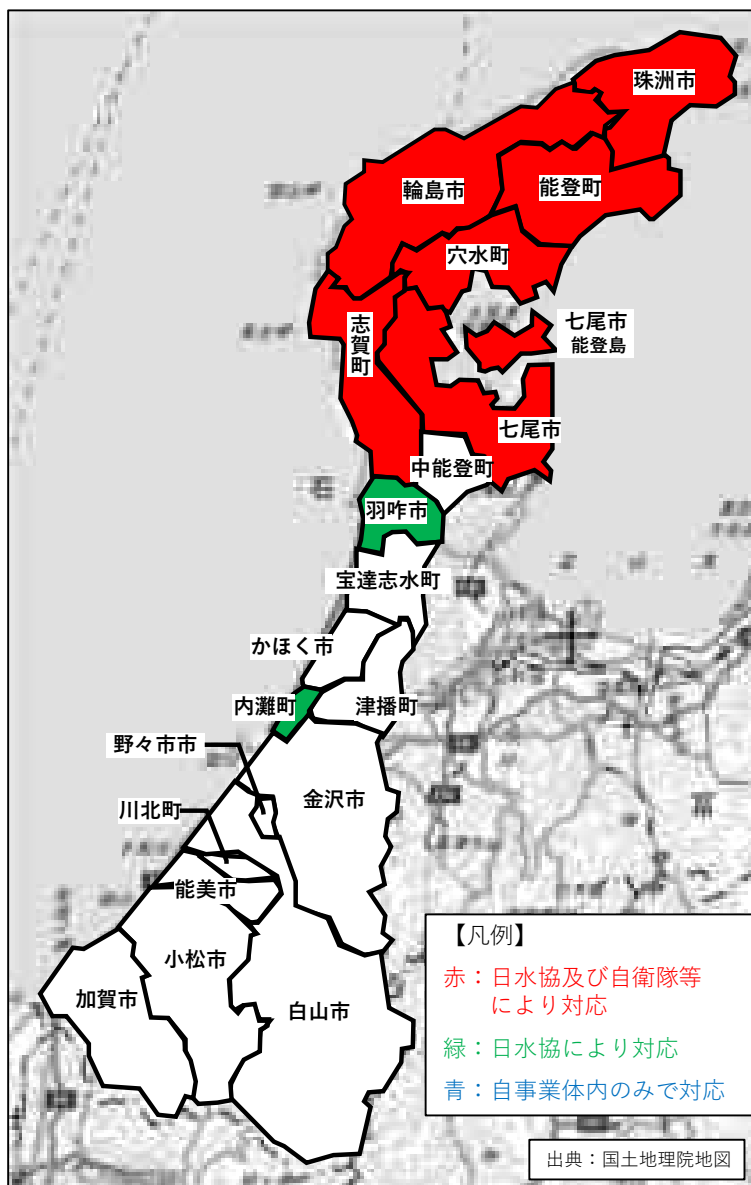 珠洲市
輪島市
能登町
穴水町
志賀町
七尾市
能登島
七尾市
中能登町
羽咋市
宝達志水町
かほく市
内灘町
津播町
野々市市
金沢市
川北町
能美市
小松市
加賀市
白山市
【凡例】
赤：日水協及び自衛隊等
により対応
緑：日水協により対応
青：自事業体内のみで対応
出典：国土地理院地図